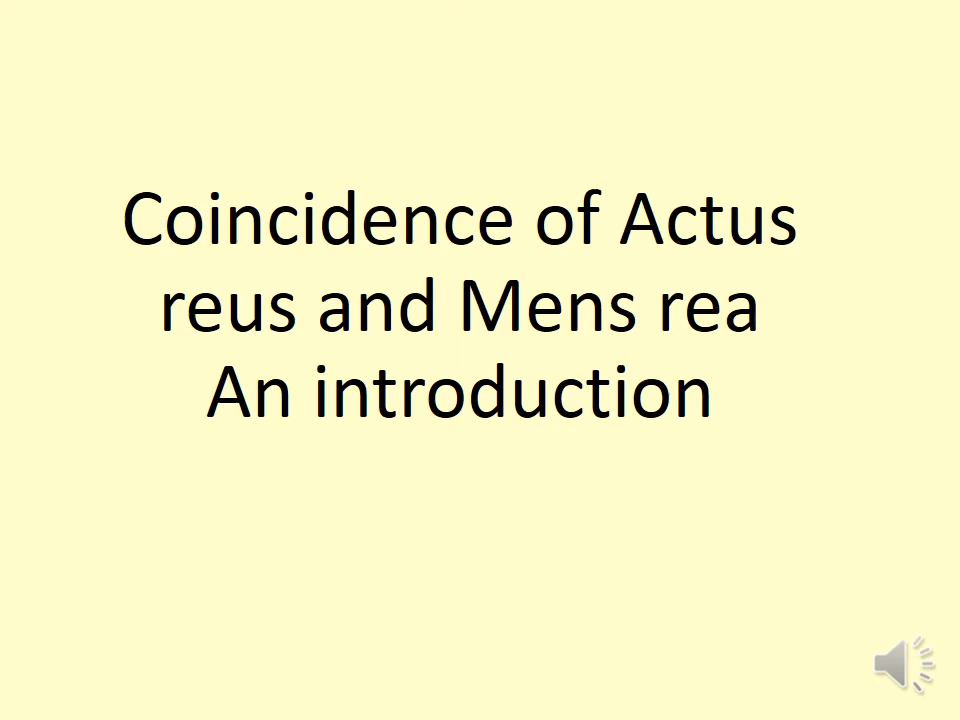 Coincidence of Actus
reus and Mens rea
An introduction